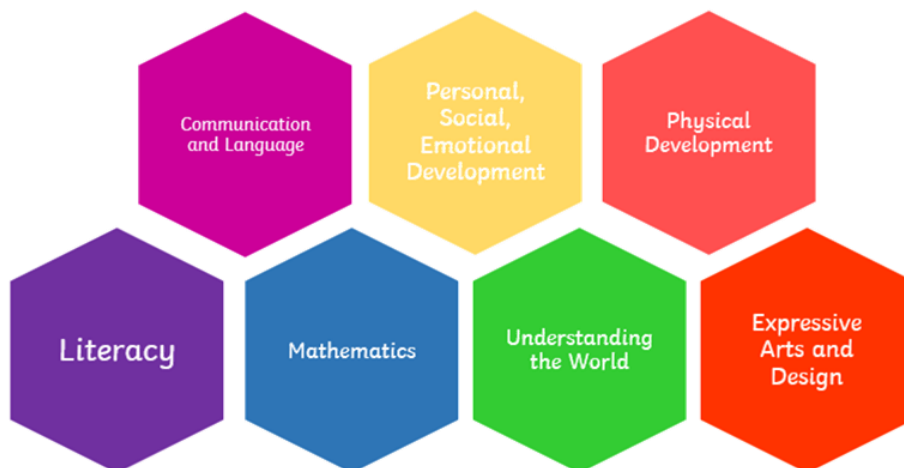 Communication
and Language
Personal,
Social,
Emotional
Development
Physical
Development
Literacy
Mathematics
Understanding
the World
Expressive
Arts and
Design